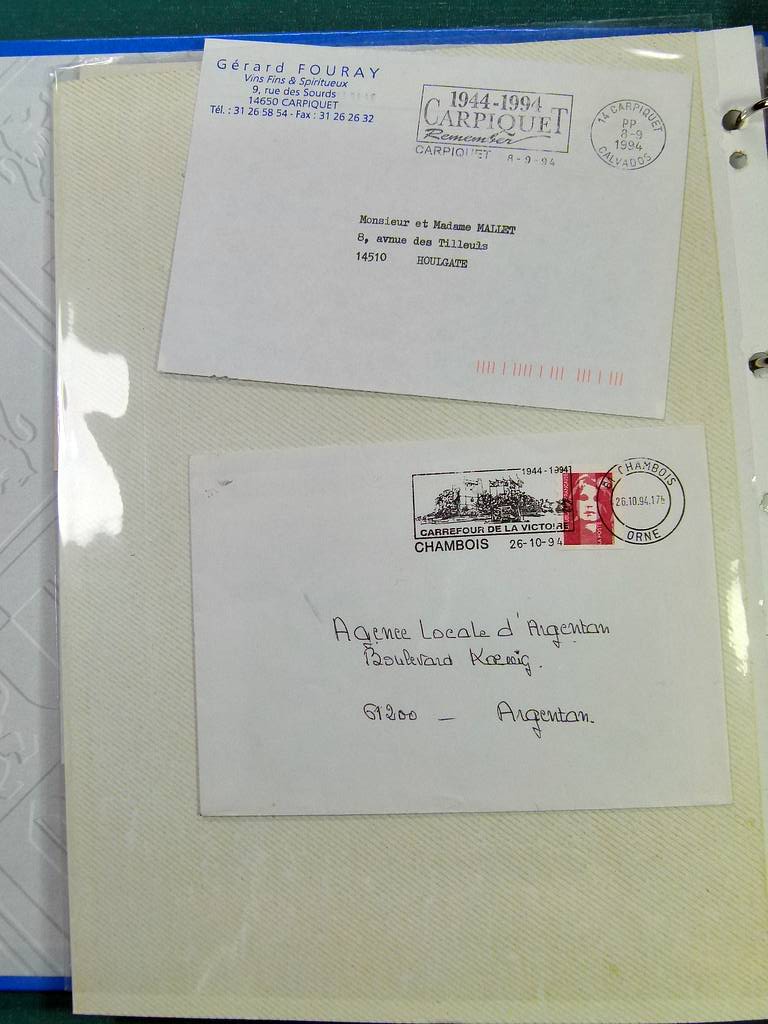 Gérard FOURAY
Vins Fins & Spiritueux
9, rue des Sourds
14650 CARPIQUET
Tél. : 31 26 58 54 - Fax : 31 26 26 32
1944-1994
CARPIQUET
Remember
CARPIQUET 8-9-94
14 CARPIQUET
PP
8-9
1994
CALVADOS
Monsieur et Madame MALLET
8, avnue des Tilleuls
14510 HOULGATE
1944-1994
CARREFOUR DE LA VICTOIRE
CHAMBOIS 26-10-94
CHAMBOIS
26.10.94.17h
ORNE
Agence Locale d'Argentan
Boulevard Kœnig.
61200 - Argentan.